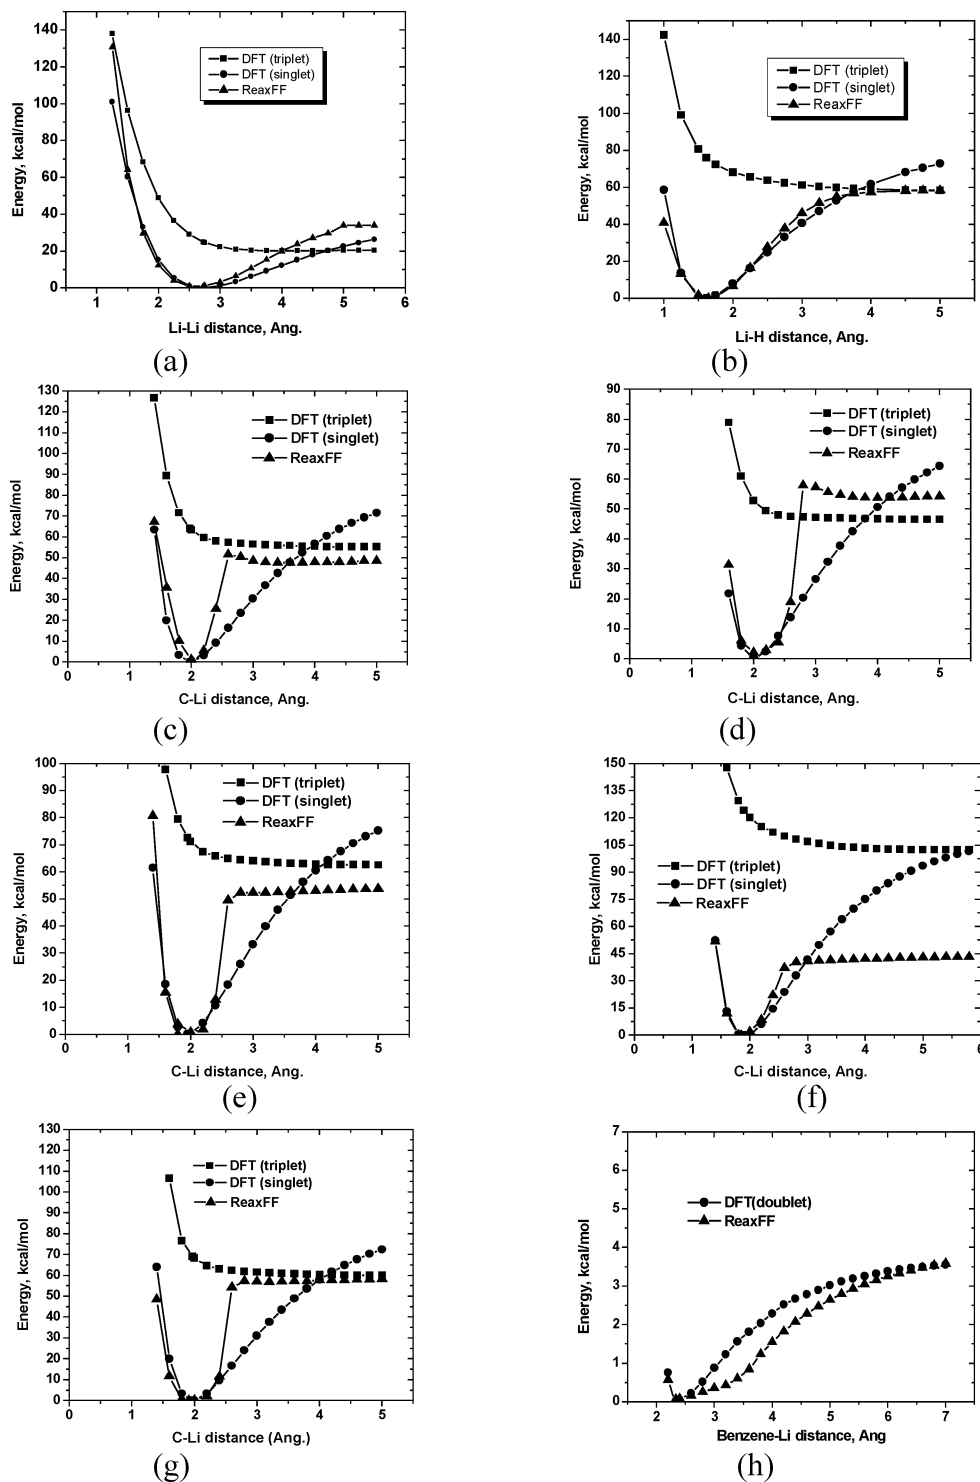 140
120
100
80
60
40
20
0
Energy, kcal/mol
DFT (triplet)
DFT (singlet)
ReaxFF
1 2 3 4 5 6
Li-Li distance, Ang.
(a)
140
120
100
80
60
40
20
0
Energy, kcal/mol
DFT (triplet)
DFT (singlet)
ReaxFF
1 2 3 4 5
Li-H distance, Ang.
(b)
130
120
110
100
90
80
70
60
50
40
30
20
10
0
Energy, kcal/mol
DFT (triplet)
DFT (singlet)
ReaxFF
0 1 2 3 4 5
C-Li distance, Ang.
(c)
90
80
70
60
50
40
30
20
10
0
Energy, kcal/mol
DFT (triplet)
DFT (singlet)
ReaxFF
0 1 2 3 4 5
C-Li distance, Ang.
(d)
100
90
80
70
60
50
40
30
20
10
0
Energy, kcal/mol
DFT (triplet)
DFT (singlet)
ReaxFF
0 1 2 3 4 5
C-Li distance, Ang.
(e)
150
135
120
105
90
75
60
45
30
15
0
Energy, kcal/mol
DFT (triplet)
DFT (singlet)
ReaxFF
0 1 2 3 4 5 6
C-Li distance, Ang.
(f)
130
120
110
100
90
80
70
60
50
40
30
20
10
0
Energy, kcal/mol
DFT (triplet)
DFT (singlet)
ReaxFF
0 1 2 3 4 5
C-Li distance (Ang.)
(g)
7
6
5
4
3
2
1
0
Energy, kcal/mol
DFT(doublet)
ReaxFF
2 3 4 5 6 7
Benzene-Li distance, Ang
(h)